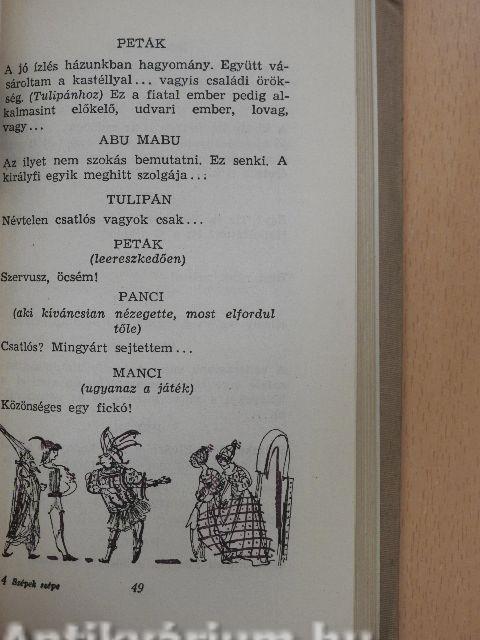 PETÁK
A jó ízlés házunkban hagyomány. Együtt vá-
sároltam a kastéllyal... vagyis családi örök-
ség. (Tulipánhoz) Ez a fiatal ember pedig al-
kalmasint előkelő, udvari ember, lovag,
vagy...
ABU MABU
Az ilyet nem szokás bemutatni. Ez senki. A
királyfi egyik meghitt szolgája...
TULIPÁN
Névtelen csatlós vagyok csak...
PETÁK
(leereszkedően)
Szervusz, öcsém!
PANCI
(aki kíváncsian nézegette, most elfordul
tőle)
Csatlós? Mingyárt sejtettem...
MANCI
(ugyanaz a játék)
Közönséges egy fickó!
4 Szépek szépe
49
Antikvárium.hu